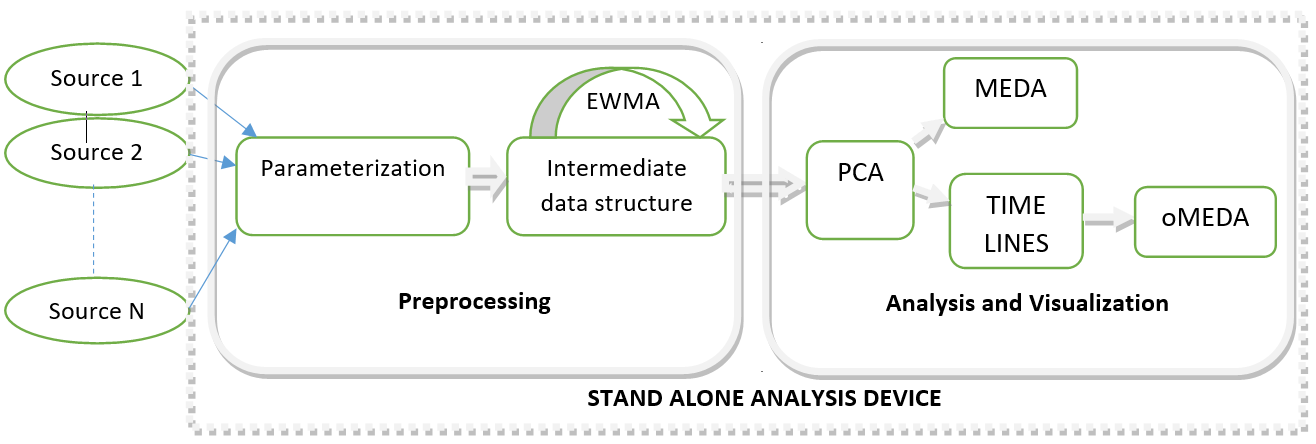 Source 1
Source 2
Source N
Parameterization
EWMA
Intermediate
data structure
Preprocessing
PCA
MEDA
TIME
LINES
oMEDA
Analysis and Visualization
STAND ALONE ANALYSIS DEVICE